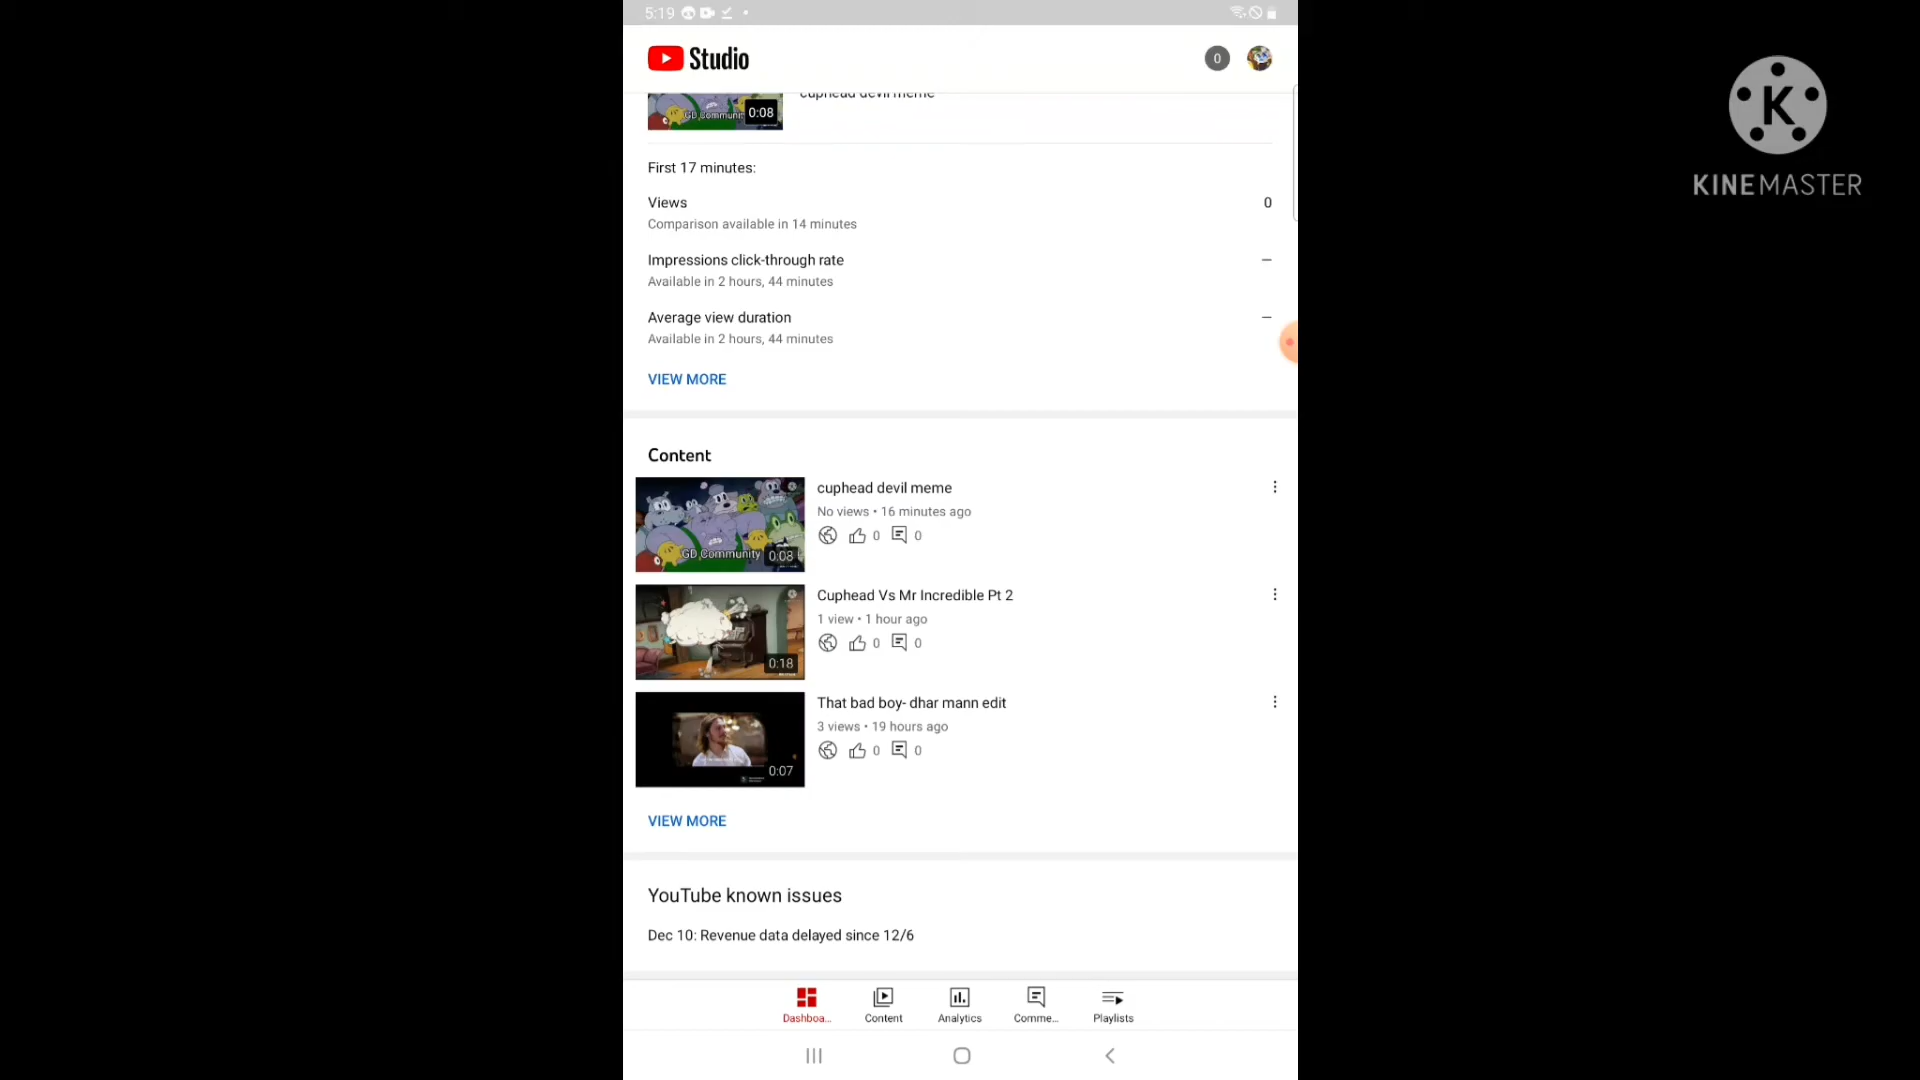 5:19
Studio
0
cuphead devil meme
GD Communit
0:08
First 17 minutes:
Views
0
Comparison available in 14 minutes
Impressions click-through rate
–
Available in 2 hours, 44 minutes
Average view duration
–
Available in 2 hours, 44 minutes
VIEW MORE
Content
GD Community
0:08
cuphead devil meme
No views • 16 minutes ago
0 0
0:18
Cuphead Vs Mr Incredible Pt 2
1 view • 1 hour ago
0 0
0:07
That bad boy- dhar mann edit
3 views • 19 hours ago
0 0
VIEW MORE
YouTube known issues
Dec 10: Revenue data delayed since 12/6
Dashboa...
Content
Analytics
Comme...
Playlists
K
KINEMASTER